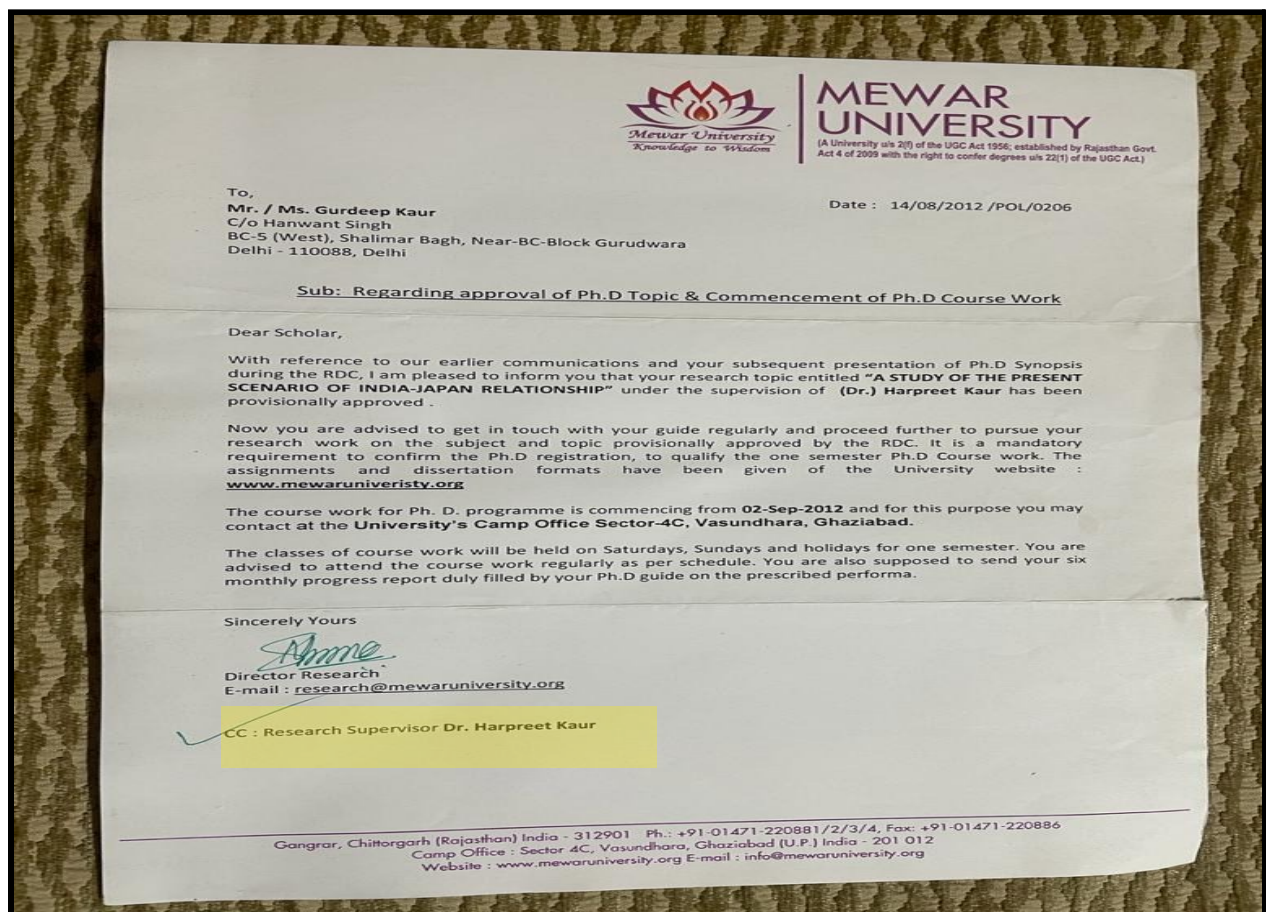 Mewar University
Knowledge to Wisdom
MEWAR
UNIVERSITY
(A University u/s 2(f) of the UGC Act 1956; established by Rajasthan Govt.
Act 4 of 2009 with the right to confer degrees u/s 22(1) of the UGC Act.)
To,
Mr. / Ms. Gurdeep Kaur
C/o Hanwant Singh
BC-5 (West), Shalimar Bagh, Near-BC-Block Gurudwara
Delhi - 110088, Delhi
Date : 14/08/2012 /POL/0206
Sub: Regarding approval of Ph.D Topic & Commencement of Ph.D Course Work
Dear Scholar,
With reference to our earlier communications and your subsequent presentation of Ph.D Synopsis
during the RDC, I am pleased to inform you that your research topic entitled "A STUDY OF THE PRESENT
SCENARIO OF INDIA-JAPAN RELATIONSHIP" under the supervision of (Dr.) Harpreet Kaur has been
provisionally approved .
Now you are advised to get in touch with your guide regularly and proceed further to pursue your
research work on the subject and topic provisionally approved by the RDC. It is a mandatory
requirement to confirm the Ph.D registration, to qualify the one semester Ph.D Course work. The
assignments and dissertation formats have been given of the University website :
www.mewaruniveristy.org
The course work for Ph. D. programme is commencing from 02-Sep-2012 and for this purpose you may
contact at the University's Camp Office Sector-4C, Vasundhara, Ghaziabad.
The classes of course work will be held on Saturdays, Sundays and holidays for one semester. You are
advised to attend the course work regularly as per schedule. You are also supposed to send your six
monthly progress report duly filled by your Ph.D guide on the prescribed performa.
Sincerely Yours
Director Research
E-mail : research@mewaruniversity.org
CC : Research Supervisor Dr. Harpreet Kaur
Gangrar, Chittorgarh (Rajasthan) India - 312901 Ph.: +91-01471-220881/2/3/4, Fax: +91-01471-220886
Camp Office : Sector 4C, Vasundhara, Ghaziabad (U.P.) India - 201 012
Website : www.mewaruniversity.org E-mail : info@mewaruniversity.org